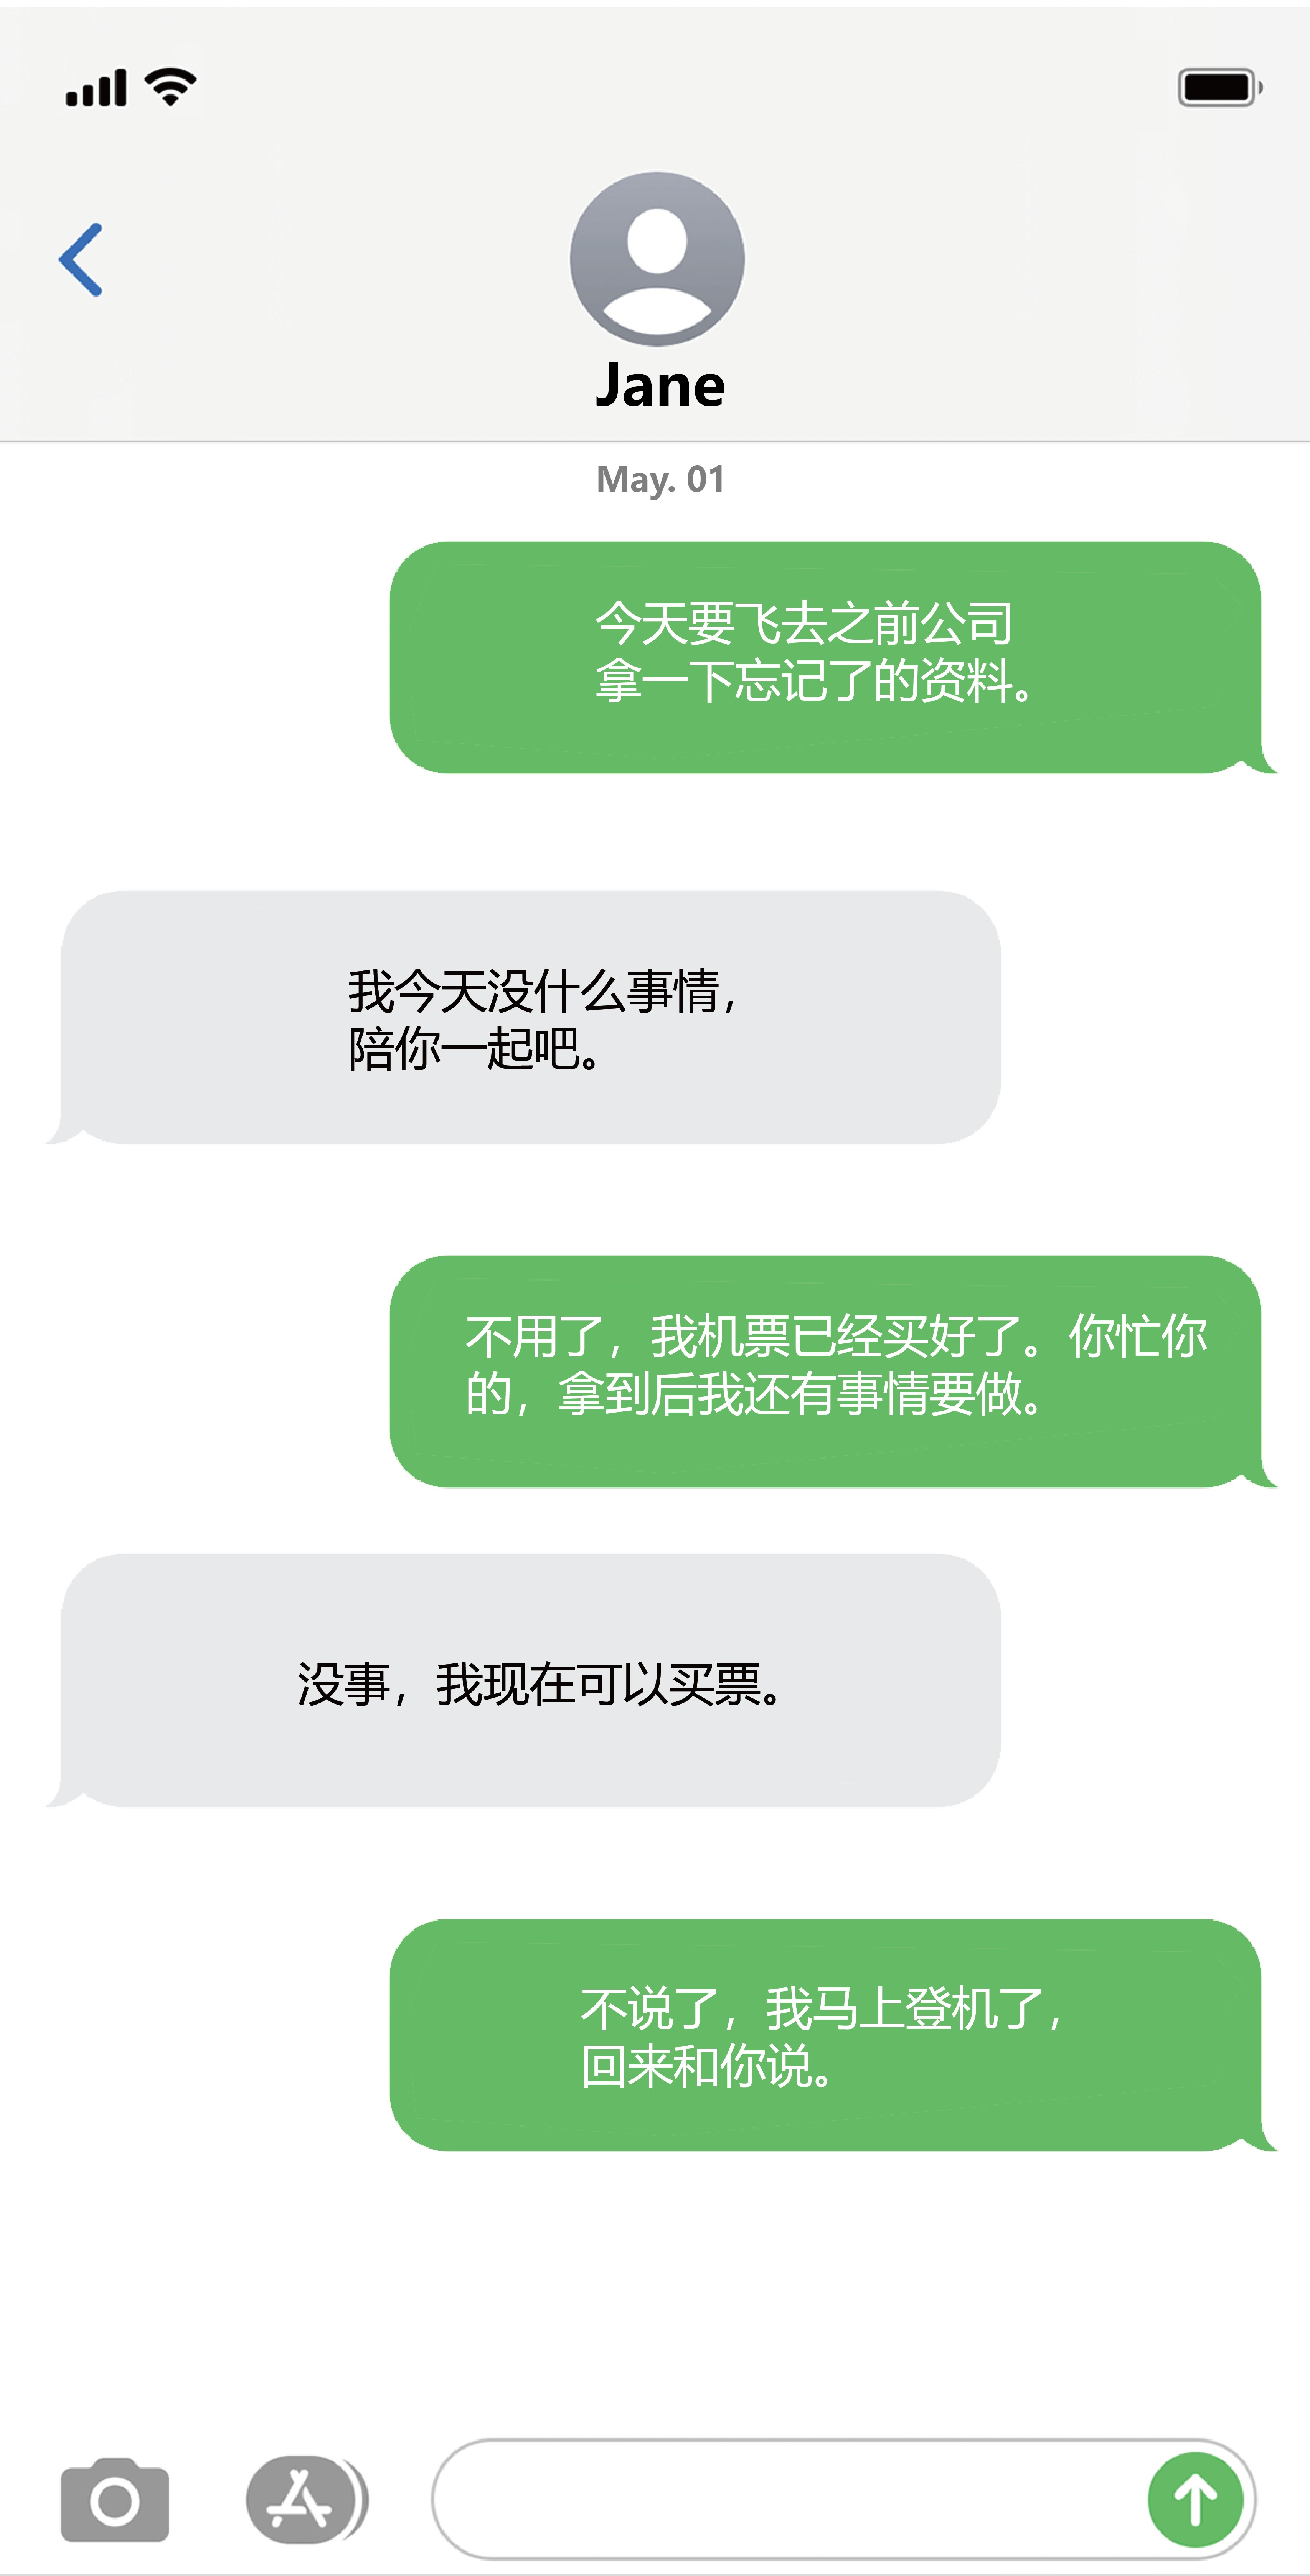 Jane
May. 01
今天要飞去之前公司
拿一下忘记了的资料。
我今天没什么事情，
陪你一起吧。
不用了，我机票已经买好了。你忙你
的，拿到后我还有事情要做。
没事，我现在可以买票。
不说了，我马上登机了，
回来和你说。